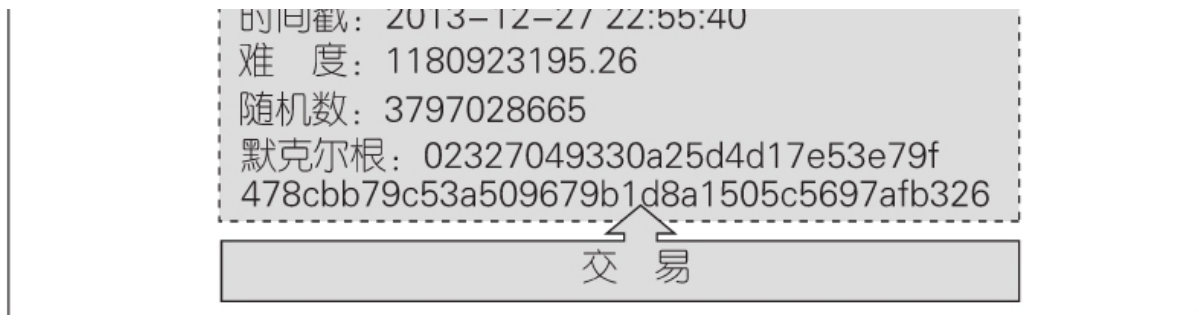 时间戳：2013-12-27 22:55:40
难　度：1180923195.26
随机数：3797028665
默克尔根：02327049330a25d4d17e53e79f
478cbb79c53a509679b1d8a1505c5697afb326
交　易